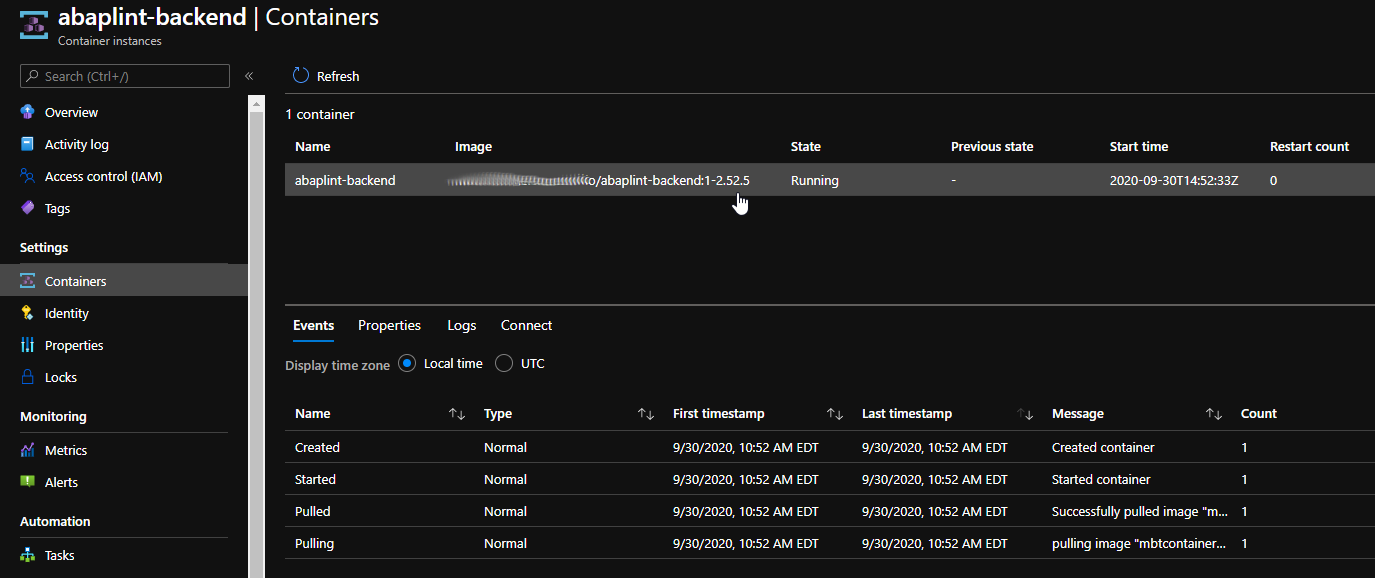 abaplint-backend | Containers
Container instances
Search (Ctrl+/)
«
Refresh
Overview
Activity log
Access control (IAM)
Tags
Settings
Containers
Identity
Properties
Locks
Monitoring
Metrics
Alerts
Automation
Tasks
1 container
Name Image State Previous state Start time Restart count
abaplint-backend o/abaplint-backend:1-2.52.5 Running - 2020-09-30T14:52:33Z 0
Events Properties Logs Connect
Display time zone Local time UTC
Name Type First timestamp Last timestamp Message Count
Created Normal 9/30/2020, 10:52 AM EDT 9/30/2020, 10:52 AM EDT Created container 1
Started Normal 9/30/2020, 10:52 AM EDT 9/30/2020, 10:52 AM EDT Started container 1
Pulled Normal 9/30/2020, 10:52 AM EDT 9/30/2020, 10:52 AM EDT Successfully pulled image "m... 1
Pulling Normal 9/30/2020, 10:52 AM EDT 9/30/2020, 10:52 AM EDT pulling image "mbtcontainer... 1